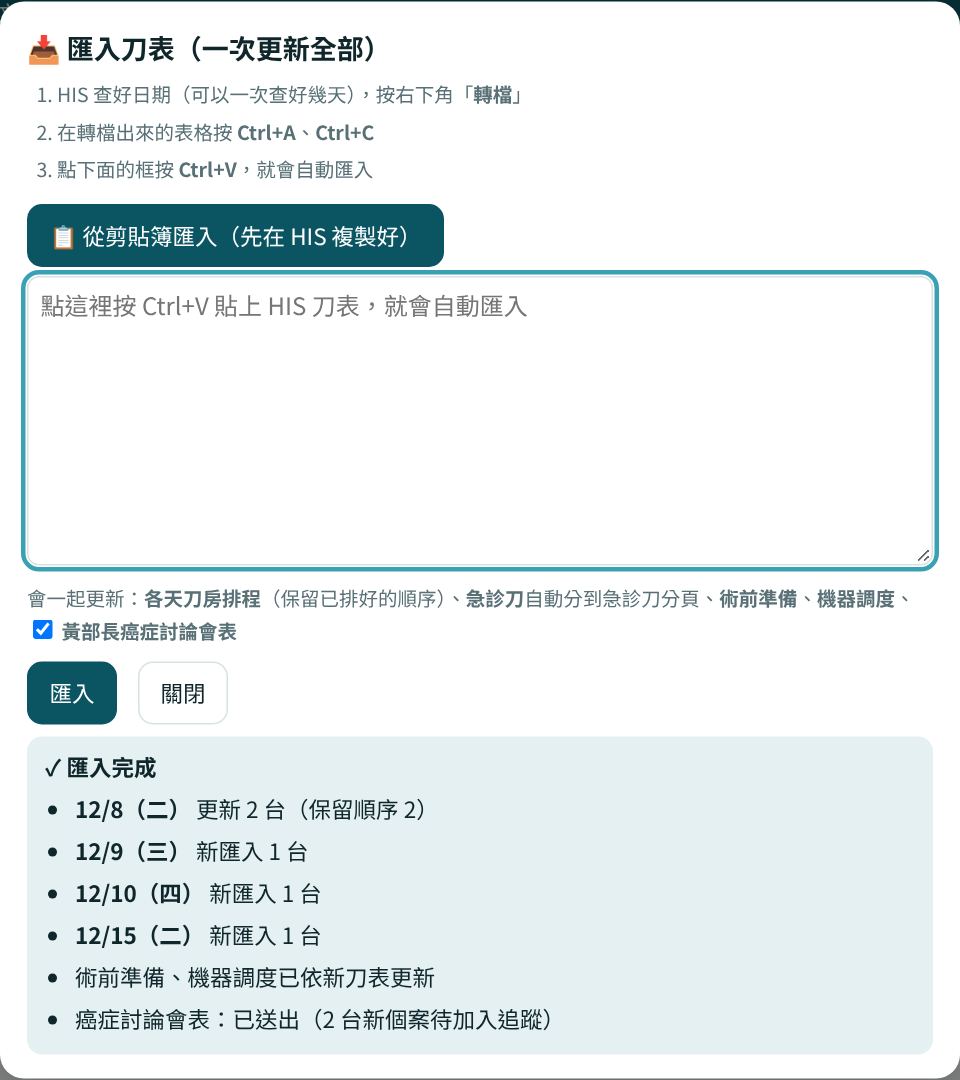 📥 匯入刀表（一次更新全部）
1. HIS 查好日期（可以一次查好幾天），按右下角「轉檔」
2. 在轉檔出來的表格按 Ctrl+A、Ctrl+C
3. 點下面的框按 Ctrl+V，就會自動匯入
📋 從剪貼簿匯入（先在 HIS 複製好）
點這裡按 Ctrl+V 貼上 HIS 刀表，就會自動匯入
會一起更新：各天刀房排程（保留已排好的順序）、急診刀自動分到急診刀分頁、術前準備、機器調度、
黃部長癌症討論會表
匯入 關閉
✓ 匯入完成
• 12/8（二） 更新 2 台（保留順序 2）
• 12/9（三） 新匯入 1 台
• 12/10（四） 新匯入 1 台
• 12/15（二） 新匯入 1 台
• 術前準備、機器調度已依新刀表更新
• 癌症討論會表：已送出（2 台新個案待加入追蹤）